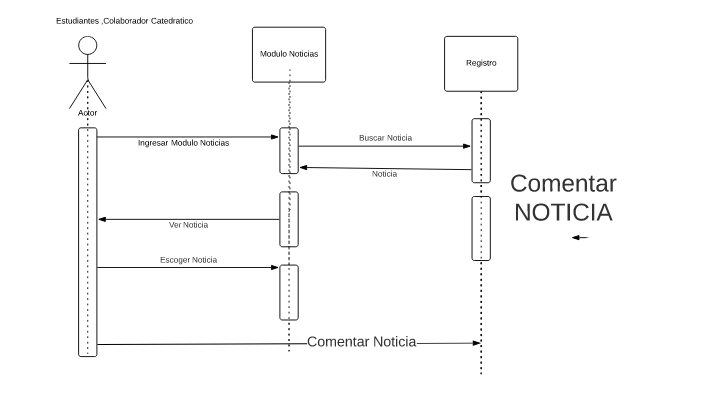 Estudiantes ,Colaborador Catedratico
Modulo Noticias
Registro
Actor
Ingresar Modulo Noticias
Buscar Noticia
Noticia
Comentar
NOTICIA
Ver Noticia
Escoger Noticia
Comentar Noticia